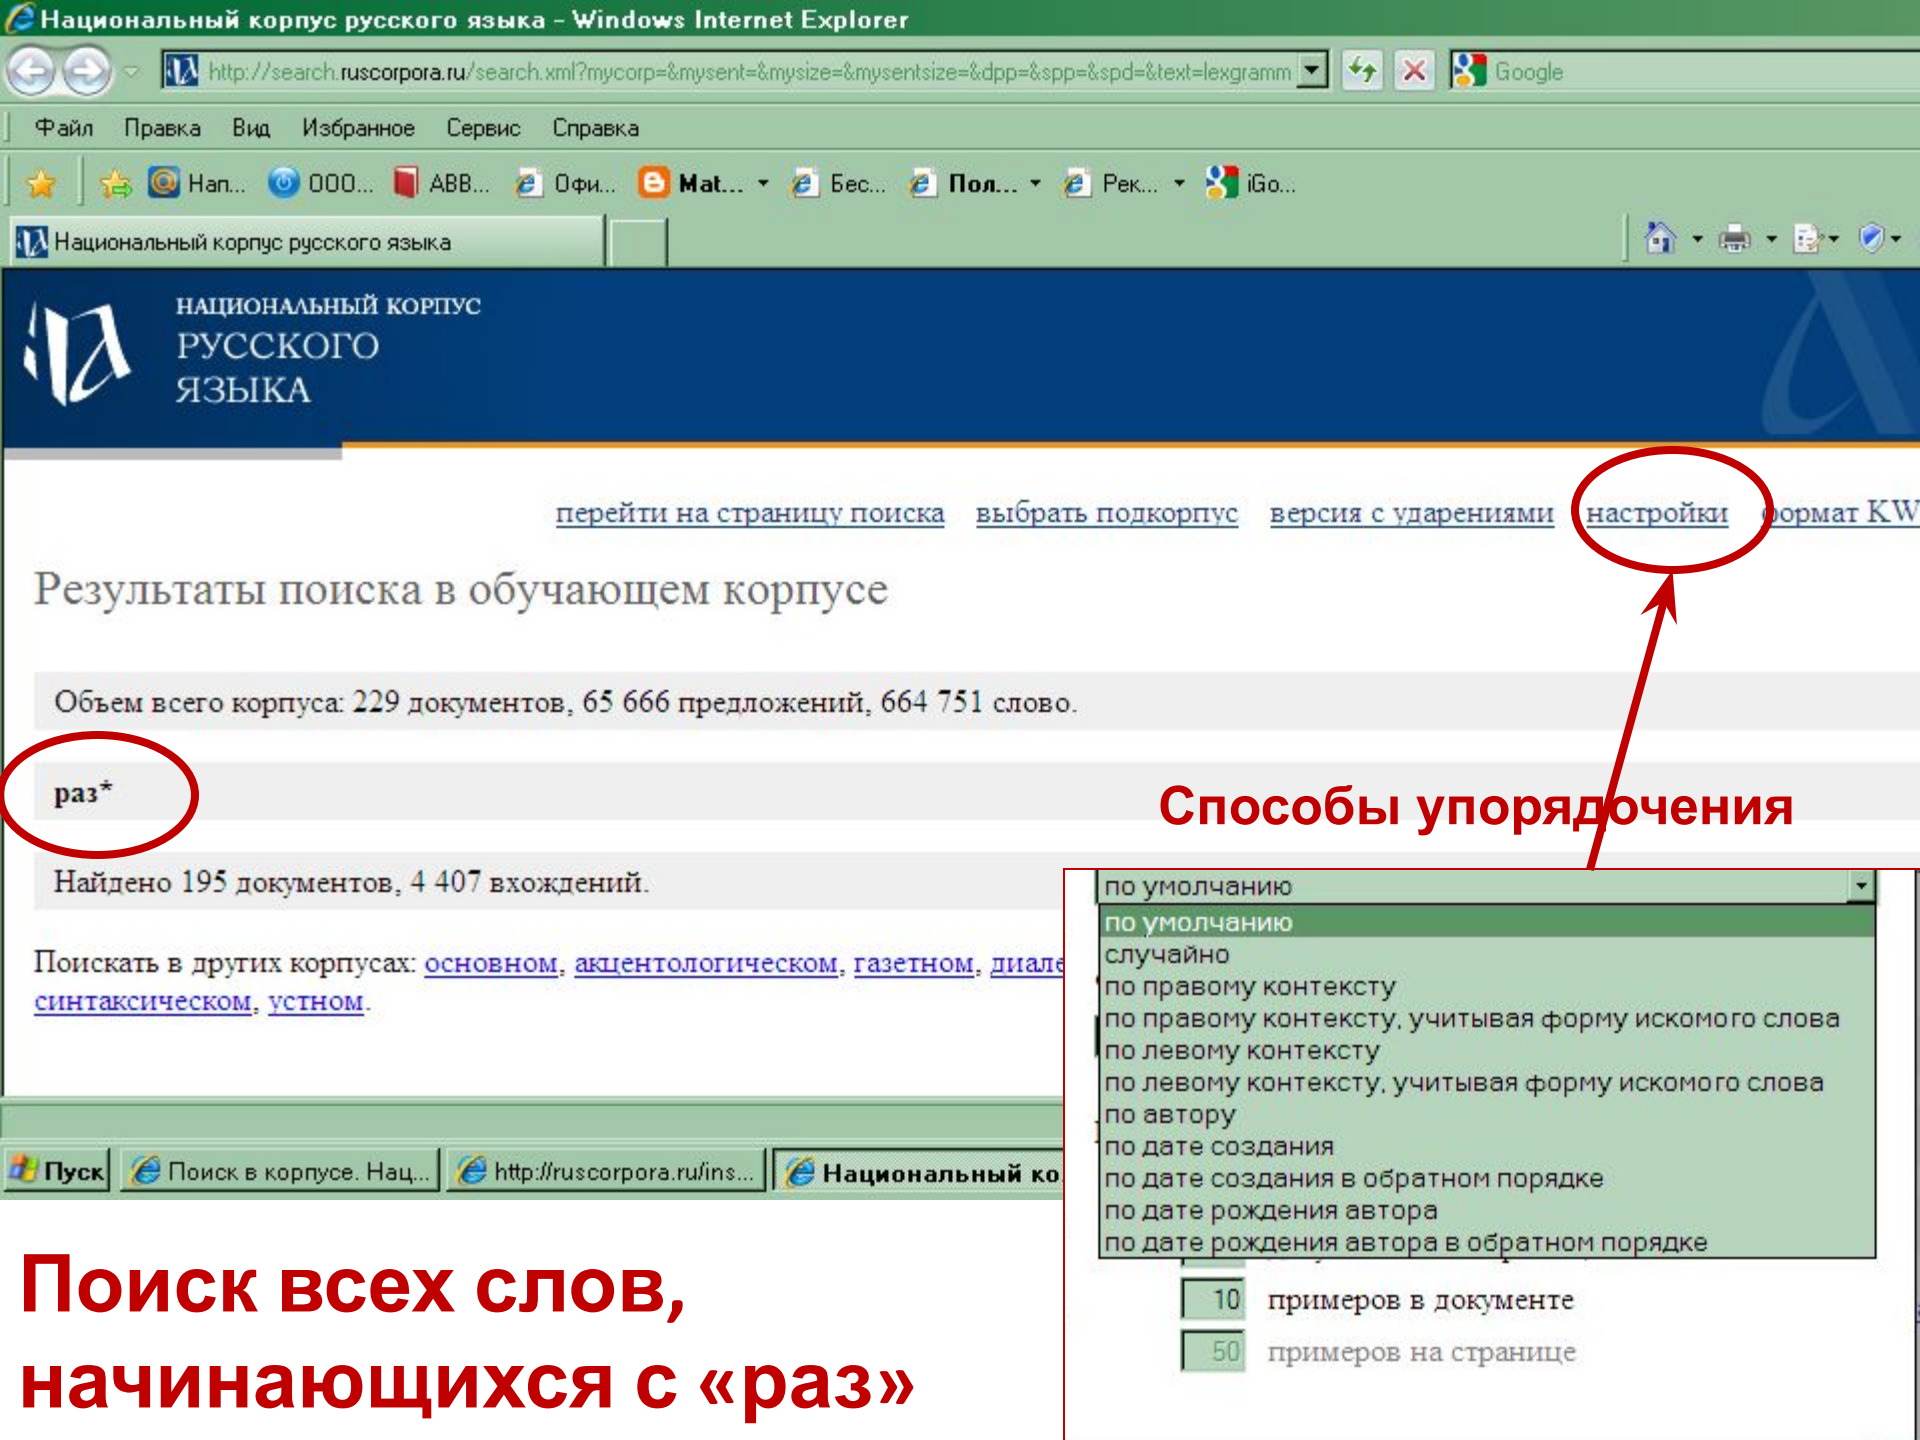 Национальный корпус русского языка - Windows Internet Explorer
http://search.ruscorpora.ru/search.xml?mycorp=&mysent=&mysize=&mysentsize=&dpp=&spp=&spd=&text=lexgramm
Google
Файл Правка Вид Избранное Сервис Справка
Нап... ООО... ABB... Офи... Mat... Бес... Пол... Рек... iGo...
Национальный корпус русского языка
НАЦИОНАЛЬНЫЙ КОРПУС
РУССКОГО
ЯЗЫКА
перейти на страницу поиска выбрать подкорпус версия с ударениями настройки формат KW
Результаты поиска в обучающем корпусе
Объем всего корпуса: 229 документов, 65 666 предложений, 664 751 слово.
раз*
Способы упорядочения
Найдено 195 документов, 4 407 вхождений.
Поискать в других корпусах: основном, акцентологическом, газетном, диале
синтаксическом, устном.
по умолчанию
по умолчанию
случайно
по правому контексту
по правому контексту, учитывая форму искомого слова
по левому контексту
по левому контексту, учитывая форму искомого слова
по автору
по дате создания
по дате создания в обратном порядке
по дате рождения автора
по дате рождения автора в обратном порядке
10 примеров в документе
50 примеров на странице
Пуск Поиск в корпусе. Нац... http://ruscorpora.ru/ins... Национальный ко
Поиск всех слов,
начинающихся с «раз»